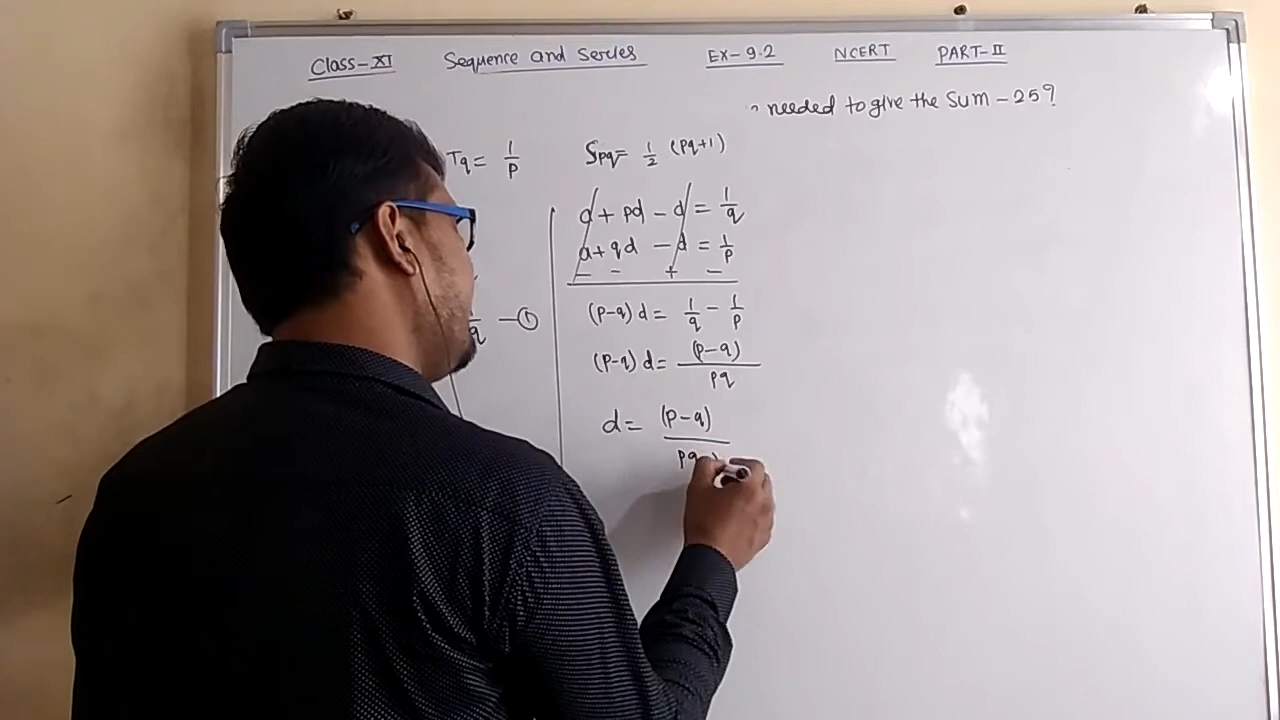 Class-XI Sequence and Series EX-9.2 NCERT PART-II
needed to give the Sum - 25?
Tq = 1/p Spq = 1/2 (pq+1)
a + pd - d = 1/q
a + qd - d = 1/p
- - + -
(p-q) d = 1/q - 1/p
q - ①
(p-q) d = (p-q)/pq
d = (p-q)/pq